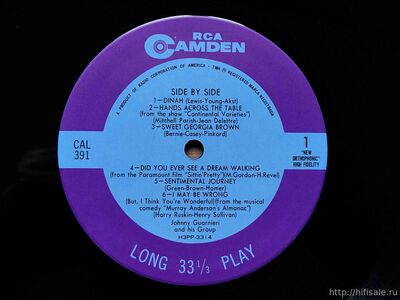 RCA
CAMDEN
A PRODUCT OF RADIO CORPORATION OF AMERICA - TMK ® REGISTERED MARCA REGISTRADA
SIDE BY SIDE
1—DINAH (Lewis-Young-Akst)
2—HANDS ACROSS THE TABLE
(from the show "Continental Varieties")
(Mitchell Parish-Jean Delettre)
3—SWEET GEORGIA BROWN
(Bernie-Casey-Pinkard)
CAL
391
1
"NEW
ORTHOPHONIC"
HIGH FIDELITY
4—DID YOU EVER SEE A DREAM WALKING
(from the Paramount film "Sittin' Pretty")(M.Gordon-H.Revel)
5—SENTIMENTAL JOURNEY
(Green-Brown-Homer)
6—I MAY BE WRONG
(But, I Think You're Wonderful)(from the musical
comedy "Murray Anderson's Almanac")
(Harry Ruskin-Henry Sullivan)
Johnny Guarnieri
and his Group
H3PP-3314
LONG 33 1/3 PLAY
http://hifisale.ru/